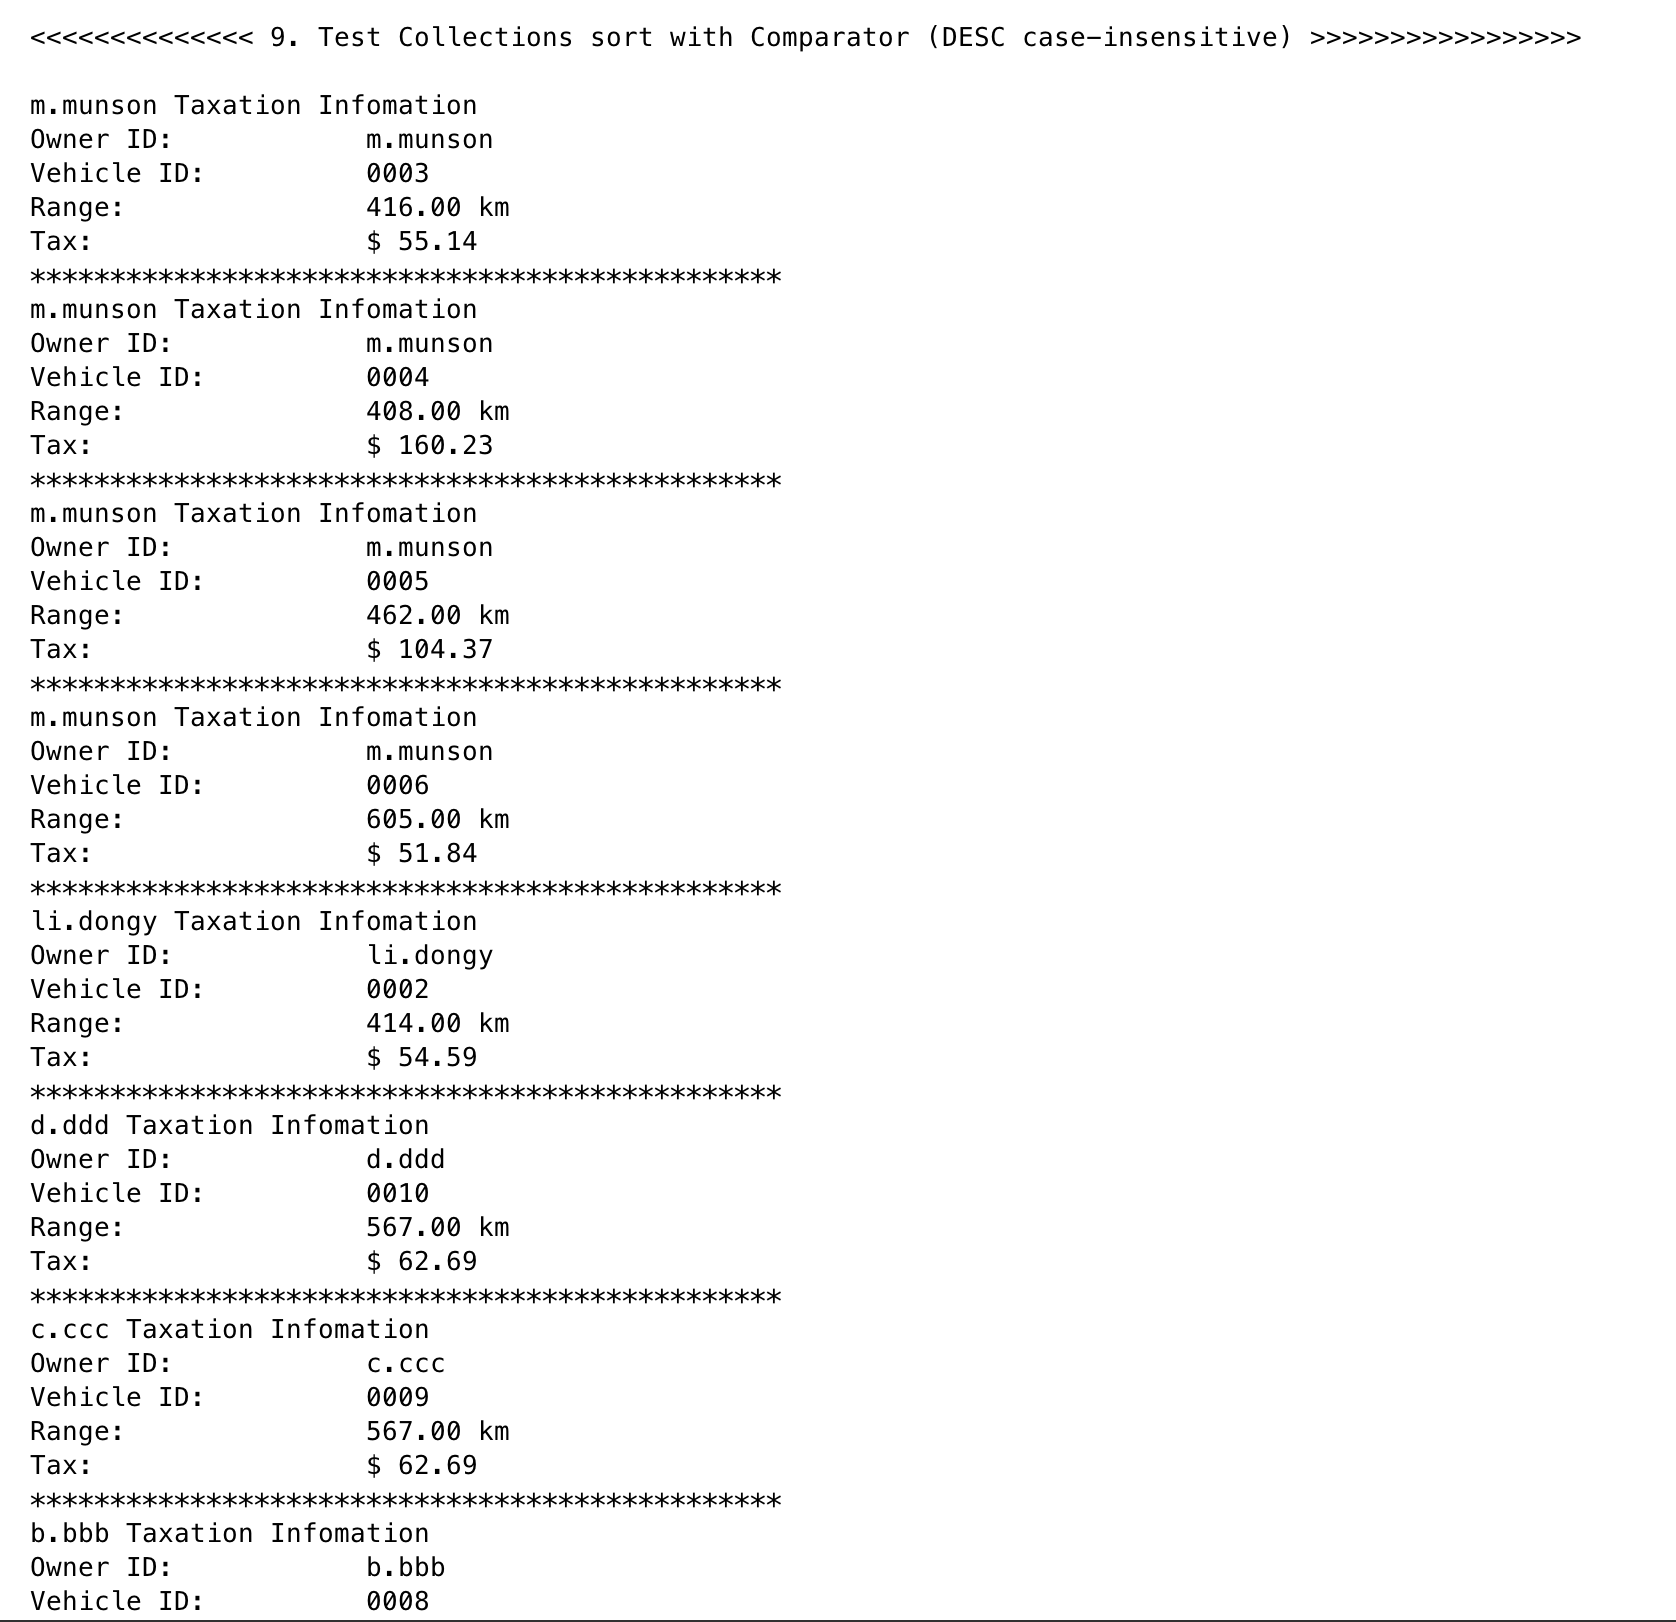 <<<<<<<<<<<<<< 9. Test Collections sort with Comparator (DESC case-insensitive) >>>>>>>>>>>>>>>>>
m.munson Taxation Infomation
Owner ID:            m.munson
Vehicle ID:          0003
Range:               416.00 km
Tax:                 $ 55.14
***********************************************
m.munson Taxation Infomation
Owner ID:            m.munson
Vehicle ID:          0004
Range:               408.00 km
Tax:                 $ 160.23
***********************************************
m.munson Taxation Infomation
Owner ID:            m.munson
Vehicle ID:          0005
Range:               462.00 km
Tax:                 $ 104.37
***********************************************
m.munson Taxation Infomation
Owner ID:            m.munson
Vehicle ID:          0006
Range:               605.00 km
Tax:                 $ 51.84
***********************************************
li.dongy Taxation Infomation
Owner ID:            li.dongy
Vehicle ID:          0002
Range:               414.00 km
Tax:                 $ 54.59
***********************************************
d.ddd Taxation Infomation
Owner ID:            d.ddd
Vehicle ID:          0010
Range:               567.00 km
Tax:                 $ 62.69
***********************************************
c.ccc Taxation Infomation
Owner ID:            c.ccc
Vehicle ID:          0009
Range:               567.00 km
Tax:                 $ 62.69
***********************************************
b.bbb Taxation Infomation
Owner ID:            b.bbb
Vehicle ID:          0008